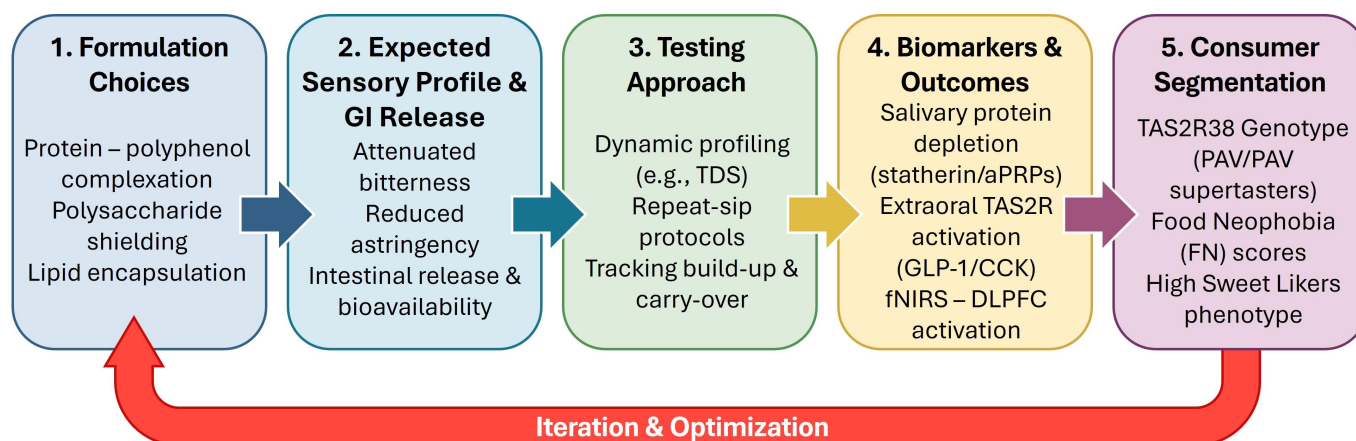 1. Formulation
Choices
Protein – polyphenol
complexation
Polysaccharide
shielding
Lipid encapsulation
2. Expected
Sensory Profile &
GI Release
Attenuated
bitterness
Reduced
astringency
Intestinal release &
bioavailability
3. Testing
Approach
Dynamic profiling
(e.g., TDS)
Repeat-sip
protocols
Tracking build-up &
carry-over
4. Biomarkers &
Outcomes
Salivary protein
depletion
(statherin/aPRPs)
Extraoral TAS2R
activation
(GLP-1/CCK)
fNIRS – DLPFC
activation
5. Consumer
Segmentation
TAS2R38 Genotype
(PAV/PAV
supertasters)
Food Neophobia
(FN) scores
High Sweet Likers
phenotype
Iteration & Optimization